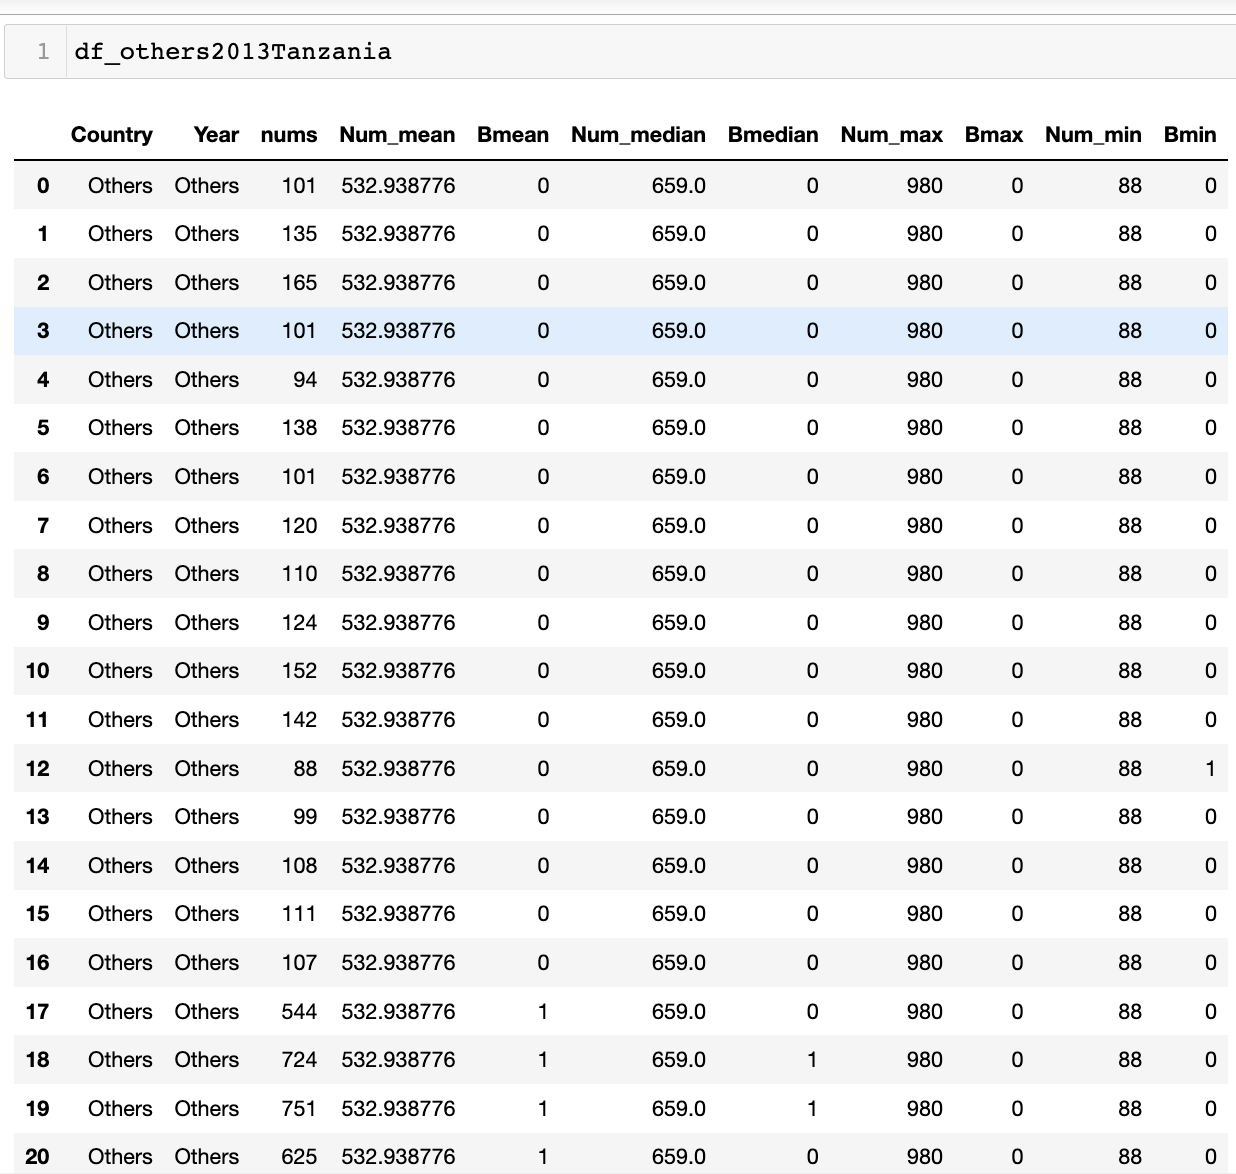 1 df_others2013Tanzania
Country Year nums Num_mean Bmean Num_median Bmedian Num_max Bmax Num_min Bmin
0 Others Others 101 532.938776 0 659.0 0 980 0 88 0
1 Others Others 135 532.938776 0 659.0 0 980 0 88 0
2 Others Others 165 532.938776 0 659.0 0 980 0 88 0
3 Others Others 101 532.938776 0 659.0 0 980 0 88 0
4 Others Others 94 532.938776 0 659.0 0 980 0 88 0
5 Others Others 138 532.938776 0 659.0 0 980 0 88 0
6 Others Others 101 532.938776 0 659.0 0 980 0 88 0
7 Others Others 120 532.938776 0 659.0 0 980 0 88 0
8 Others Others 110 532.938776 0 659.0 0 980 0 88 0
9 Others Others 124 532.938776 0 659.0 0 980 0 88 0
10 Others Others 152 532.938776 0 659.0 0 980 0 88 0
11 Others Others 142 532.938776 0 659.0 0 980 0 88 0
12 Others Others 88 532.938776 0 659.0 0 980 0 88 1
13 Others Others 99 532.938776 0 659.0 0 980 0 88 0
14 Others Others 108 532.938776 0 659.0 0 980 0 88 0
15 Others Others 111 532.938776 0 659.0 0 980 0 88 0
16 Others Others 107 532.938776 0 659.0 0 980 0 88 0
17 Others Others 544 532.938776 1 659.0 0 980 0 88 0
18 Others Others 724 532.938776 1 659.0 1 980 0 88 0
19 Others Others 751 532.938776 1 659.0 1 980 0 88 0
20 Others Others 625 532.938776 1 659.0 0 980 0 88 0